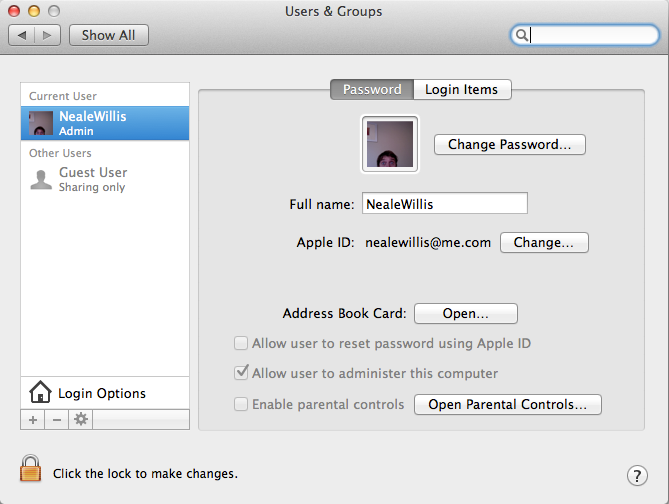 Users & Groups
Show All
Current User
NealeWillis
Admin
Other Users
Guest User
Sharing only
Login Options
Password
Login Items
Change Password...
Full name:
NealeWillis
Apple ID:
nealewillis@me.com
Change...
Address Book Card:
Open...
Allow user to reset password using Apple ID
Allow user to administer this computer
Enable parental controls
Open Parental Controls...
Click the lock to make changes.
?